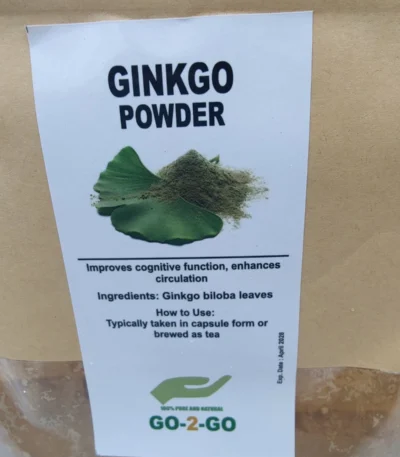 GINKGO
POWDER
Improves cognitive function, enhances
circulation
Ingredients: Ginkgo biloba leaves
How to Use:
Typically taken in capsule form or
brewed as tea
Exp. Date : April 2025
100% PURE AND NATURAL
GO-2-GO